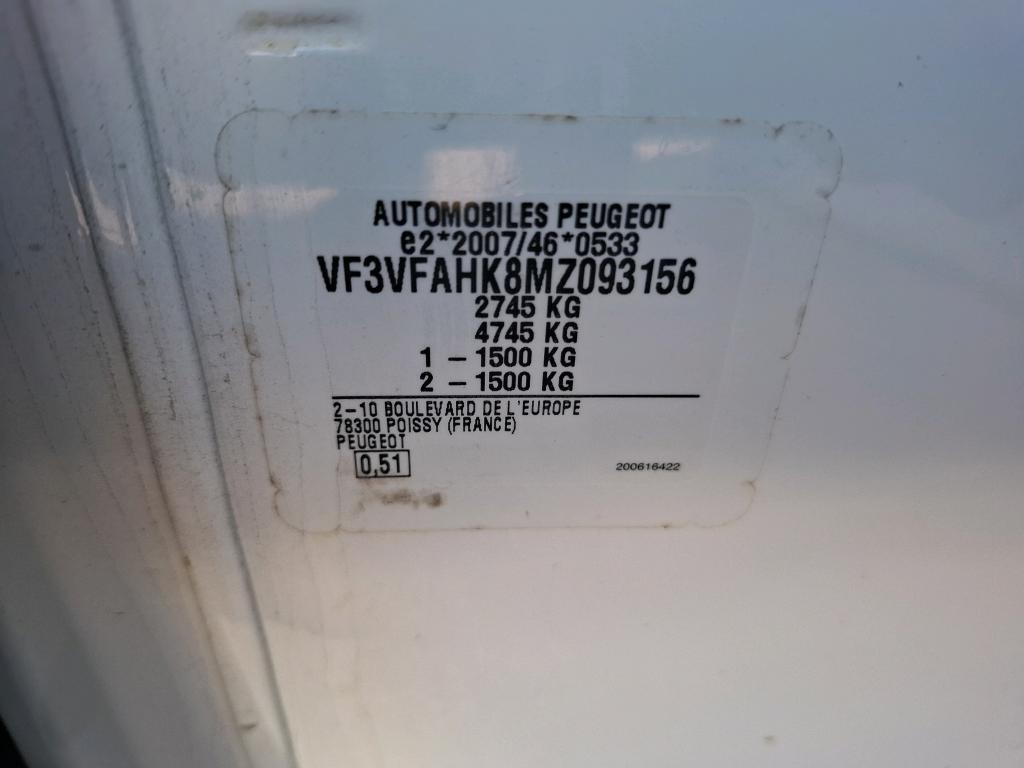 AUTOMOBILES PEUGEOT
e2*2007/46*0533
VF3VFAHK8MZ093156
2745 KG
4745 KG
1 – 1500 KG
2 – 1500 KG
2–10 BOULEVARD DE L'EUROPE
78300 POISSY (FRANCE)
PEUGEOT
0,51
200616422